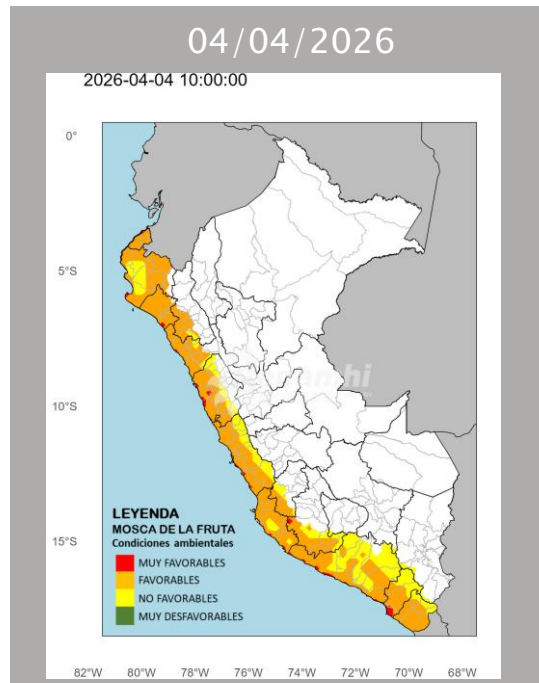 04/04/2026
2026-04-04 10:00:00
0°
5°S
10°S
15°S
LEYENDA
MOSCA DE LA FRUTA
Condiciones ambientales
MUY FAVORABLES
FAVORABLES
NO FAVORABLES
MUY DESFAVORABLES
82°W 80°W 78°W 76°W 74°W 72°W 70°W 68°W